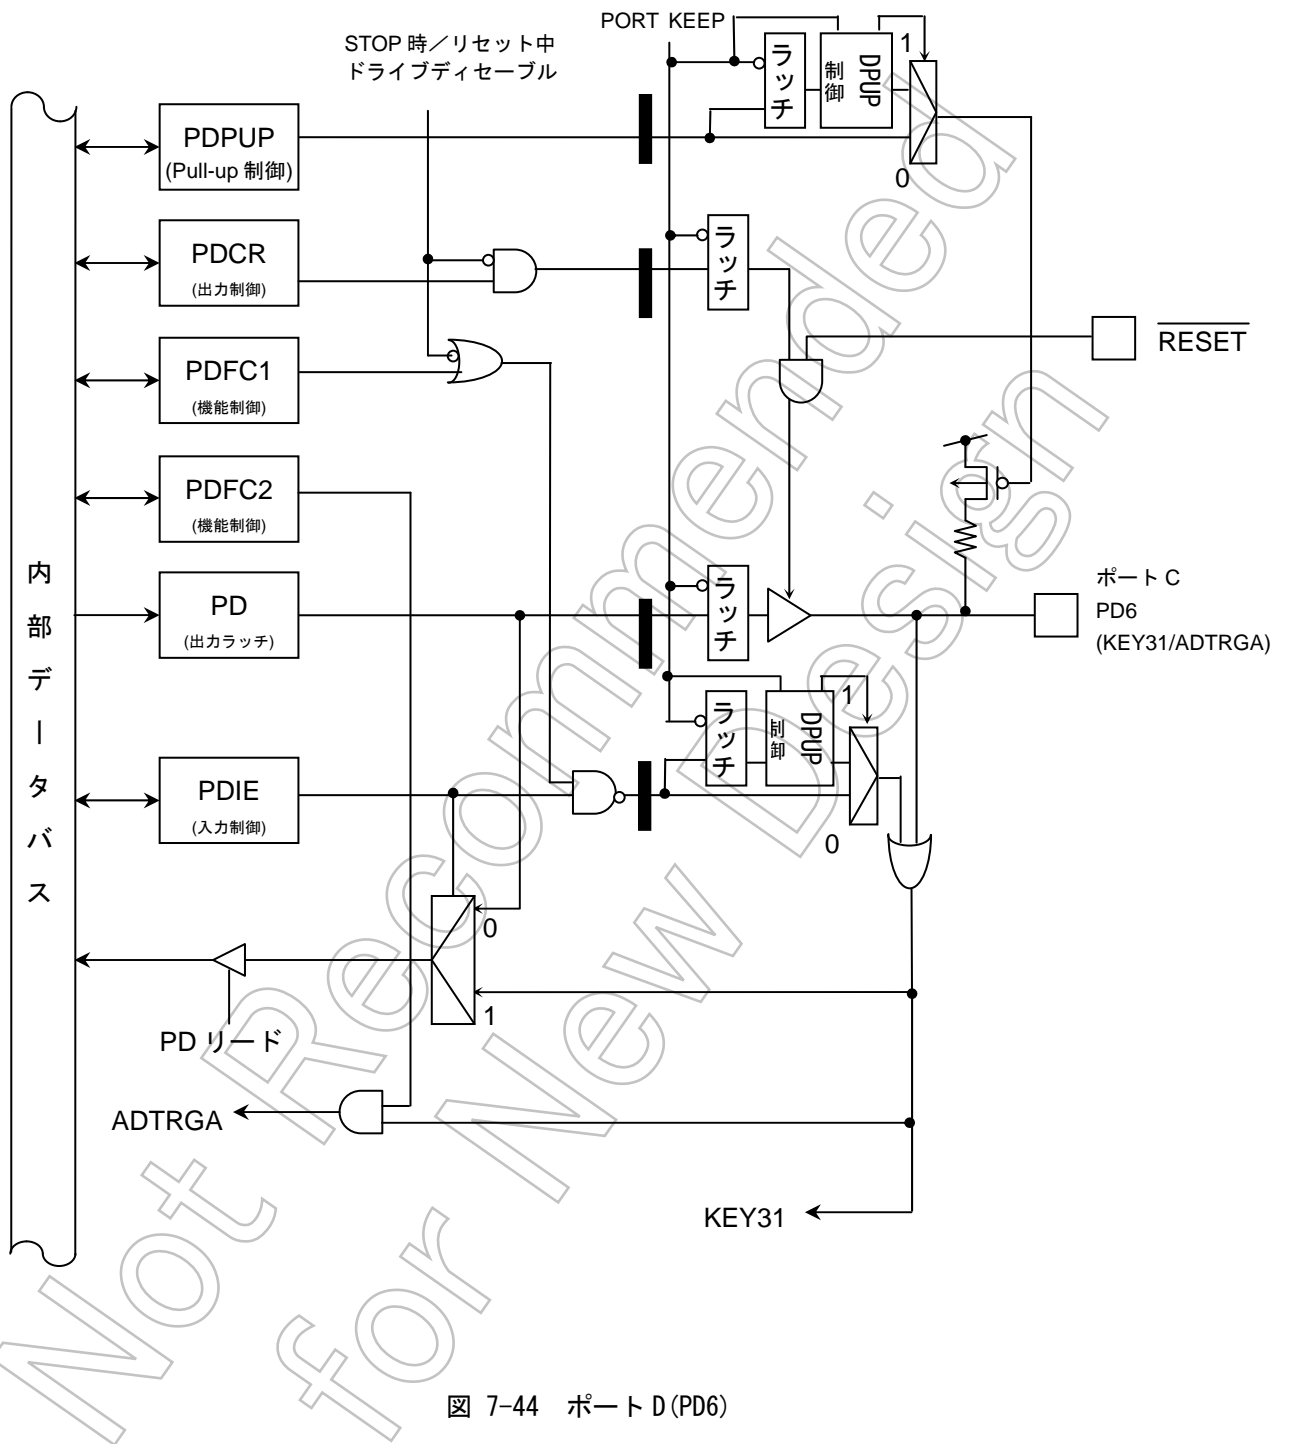 PORT KEEP
STOP 時／リセット中
ドライブディセーブル
ラッチ
DPUP
制御
1
0
PDPUP
(Pull-up 制御)
PDCR
(出力制御)
ラッチ
RESET
PDFC1
(機能制御)
PDFC2
(機能制御)
内部データバス
PD
(出力ラッチ)
ラッチ
ポート C
PD6
(KEY31/ADTRGA)
ラッチ
DPUP
制御
1
0
PDIE
(入力制御)
0
1
PD リード
ADTRGA
KEY31
Not Recommended
for New Design
図 7-44 ポート D(PD6)